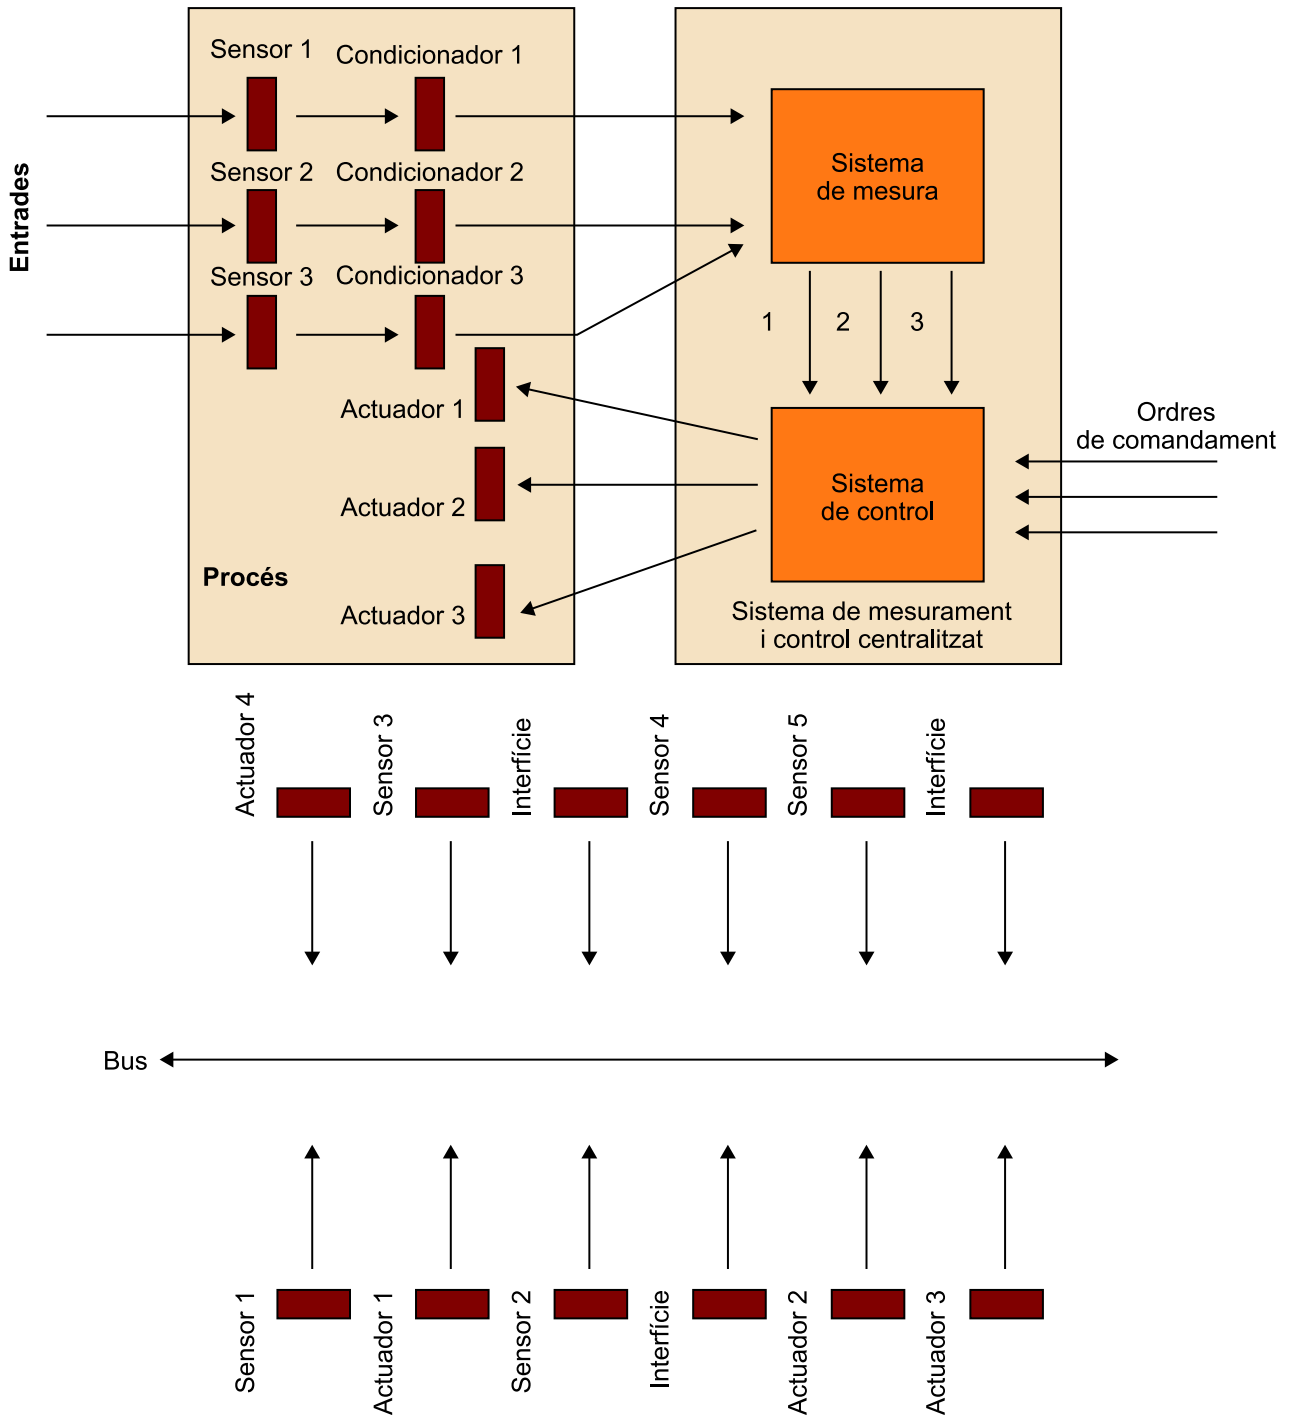 Sensor 1
Condicionador 1
Sensor 2
Condicionador 2
Sensor 3
Condicionador 3
Entrades
Sistema
de mesura
1
2
3
Actuador 1
Actuador 2
Actuador 3
Procés
Sistema
de control
Ordres
de comandament
Sistema de mesurament
i control centralitzat
Actuador 4
Sensor 3
Interfície
Sensor 4
Sensor 5
Interfície
Bus
Sensor 1
Actuador 1
Sensor 2
Interfície
Actuador 2
Actuador 3